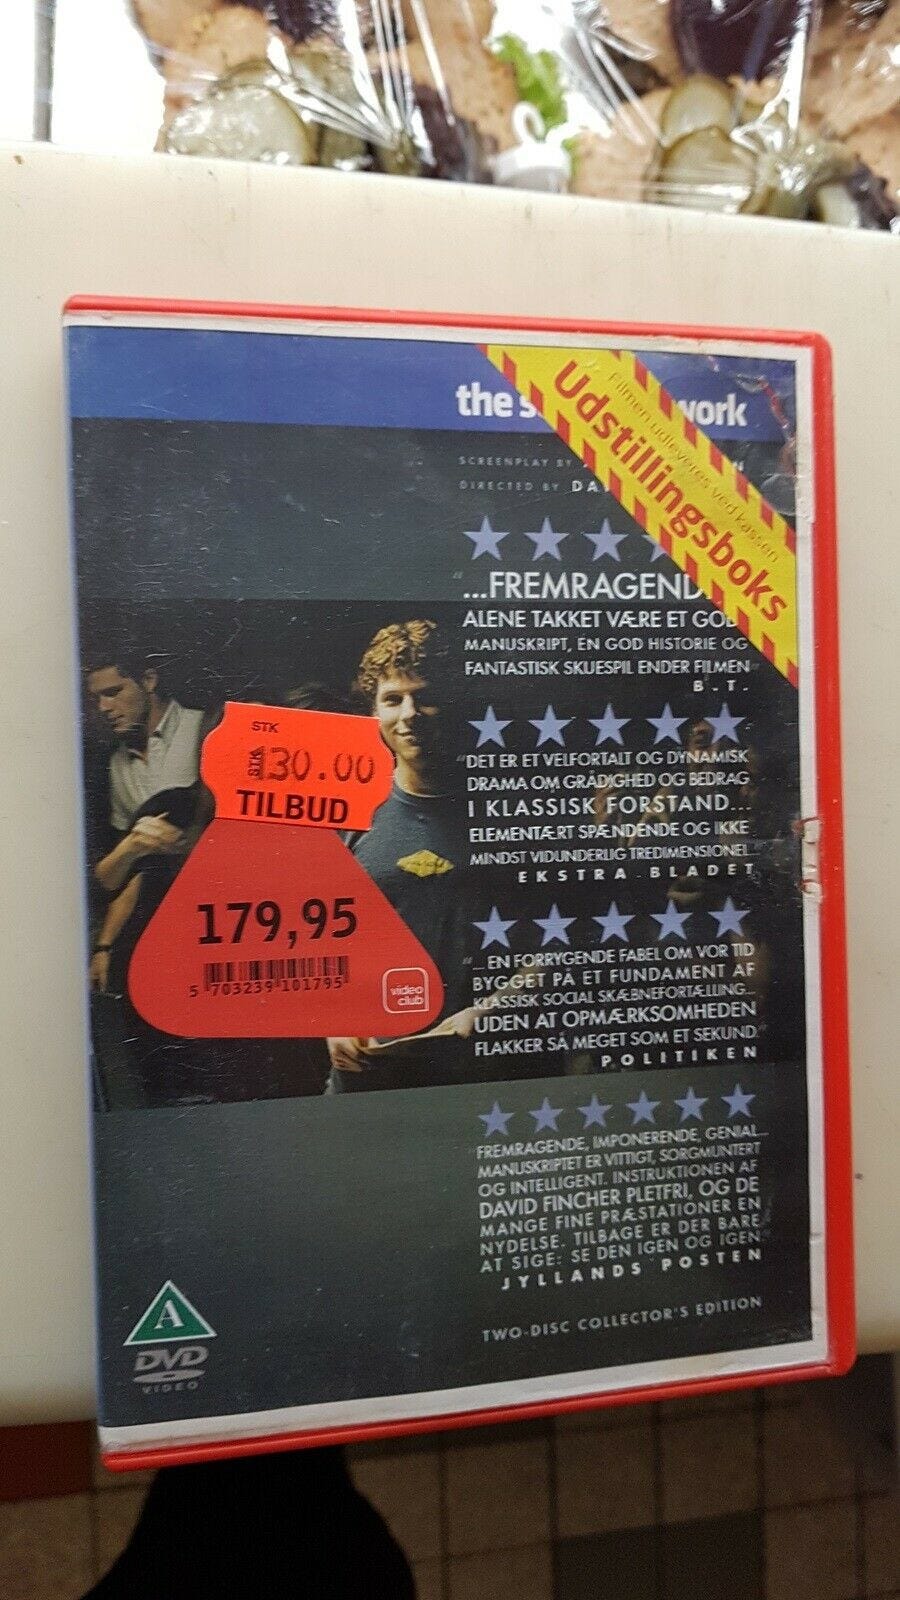 the s work
Filmen udleveres ved kassen
Udstillingsboks
SCREENPLAY BY
DIRECTED BY DA
"...FREMRAGEND
ALENE TAKKET VÆRE ET GOD
MANUSKRIPT, EN GOD HISTORIE OG
FANTASTISK SKUESPIL ENDER FILMEN"
B.T.
"DET ER ET VELFORTALT OG DYNAMISK
DRAMA OM GRÅDIGHED OG BEDRAG
I KLASSISK FORSTAND...
ELEMENTÆRT SPÆNDENDE OG IKKE
MINDST VIDUNDERLIG TREDIMENSIONEL"
EKSTRA BLADET
"...EN FORRYGENDE FABEL OM VOR TID
BYGGET PÅ ET FUNDAMENT AF
KLASSISK SOCIAL SKÆBNEFORTÆLLING...
UDEN AT OPMÆRKSOMHEDEN
FLAKKER SÅ MEGET SOM ET SEKUND"
POLITIKEN
"FREMRAGENDE, IMPONERENDE, GENIAL...
MANUSKRIPTET ER VITTIGT, SORGMUNTERT
OG INTELLIGENT. INSTRUKTIONEN AF
DAVID FINCHER PLETFRI, OG DE
MANGE FINE PRÆSTATIONER EN
NYDELSE. TILBAGE ER DER BARE
AT SIGE: SE DEN IGEN OG IGEN"
JYLLANDS POSTEN
TWO-DISC COLLECTOR'S EDITION
STK
STK 130.00
TILBUD
179,95
5 703239 101795
video
club
A
DVD
VIDEO